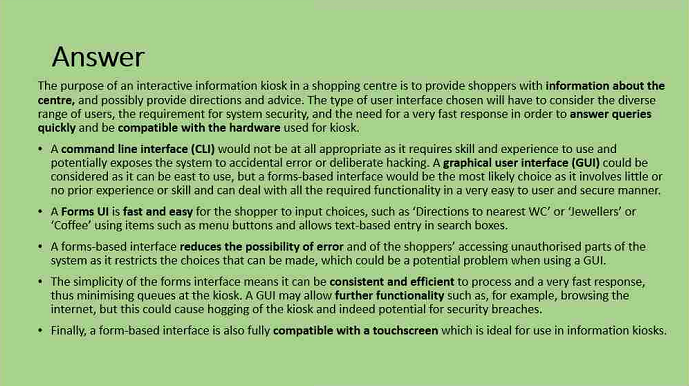 Answer
The purpose of an interactive information kiosk in a shopping centre is to provide shoppers with information about the
centre, and possibly provide directions and advice. The type of user interface chosen will have to consider the diverse
range of users, the requirement for system security, and the need for a very fast response in order to answer queries
quickly and be compatible with the hardware used for kiosk.
• A command line interface (CLI) would not be at all appropriate as it requires skill and experience to use and
potentially exposes the system to accidental error or deliberate hacking. A graphical user interface (GUI) could be
considered as it can be east to use, but a forms-based interface would be the most likely choice as it involves little or
no prior experience or skill and can deal with all the required functionality in a very easy to user and secure manner.
• A Forms UI is fast and easy for the shopper to input choices, such as ‘Directions to nearest WC’ or ‘Jewellers’ or
‘Coffee’ using items such as menu buttons and allows text-based entry in search boxes.
• A forms-based interface reduces the possibility of error and of the shoppers’ accessing unauthorised parts of the
system as it restricts the choices that can be made, which could be a potential problem when using a GUI.
• The simplicity of the forms interface means it can be consistent and efficient to process and a very fast response,
thus minimising queues at the kiosk. A GUI may allow further functionality such as, for example, browsing the
internet, but this could cause hogging of the kiosk and indeed potential for security breaches.
• Finally, a form-based interface is also fully compatible with a touchscreen which is ideal for use in information kiosks.